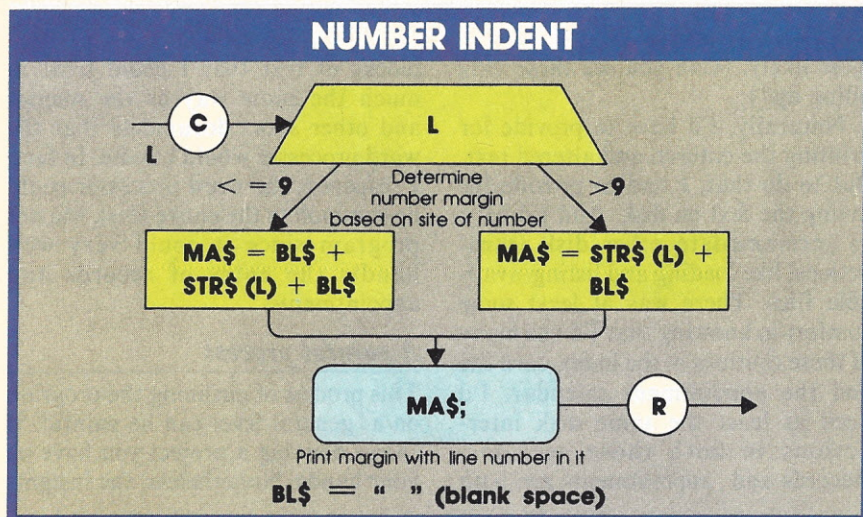 NUMBER INDENT
C
L
L
< = 9
Determine
number margin
based on site of number
>9
MA$ = BL$ +
STR$ (L) + BL$
MA$ = STR$ (L) +
BL$
MA$;
R
Print margin with line number in it
BL$ = “ ” (blank space)